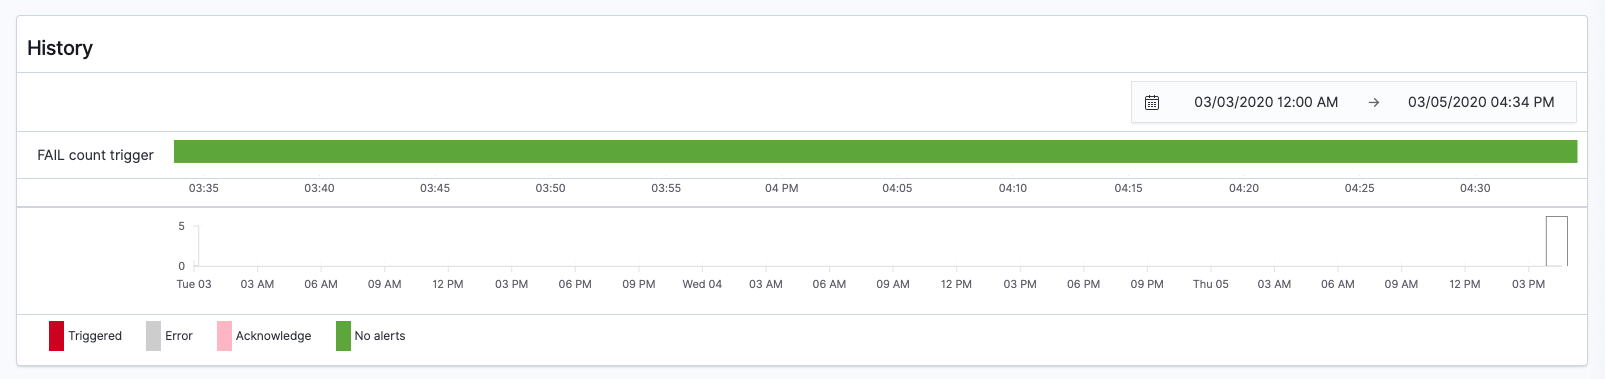 History
03/03/2020 12:00 AM → 03/05/2020 04:34 PM
FAIL count trigger
03:35 03:40 03:45 03:50 03:55 04 PM 04:05 04:10 04:15 04:20 04:25 04:30
5
0
Tue 03 03 AM 06 AM 09 AM 12 PM 03 PM 06 PM 09 PM Wed 04 03 AM 06 AM 09 AM 12 PM 03 PM 06 PM 09 PM Thu 05 03 AM 06 AM 09 AM 12 PM 03 PM
Triggered Error Acknowledge No alerts